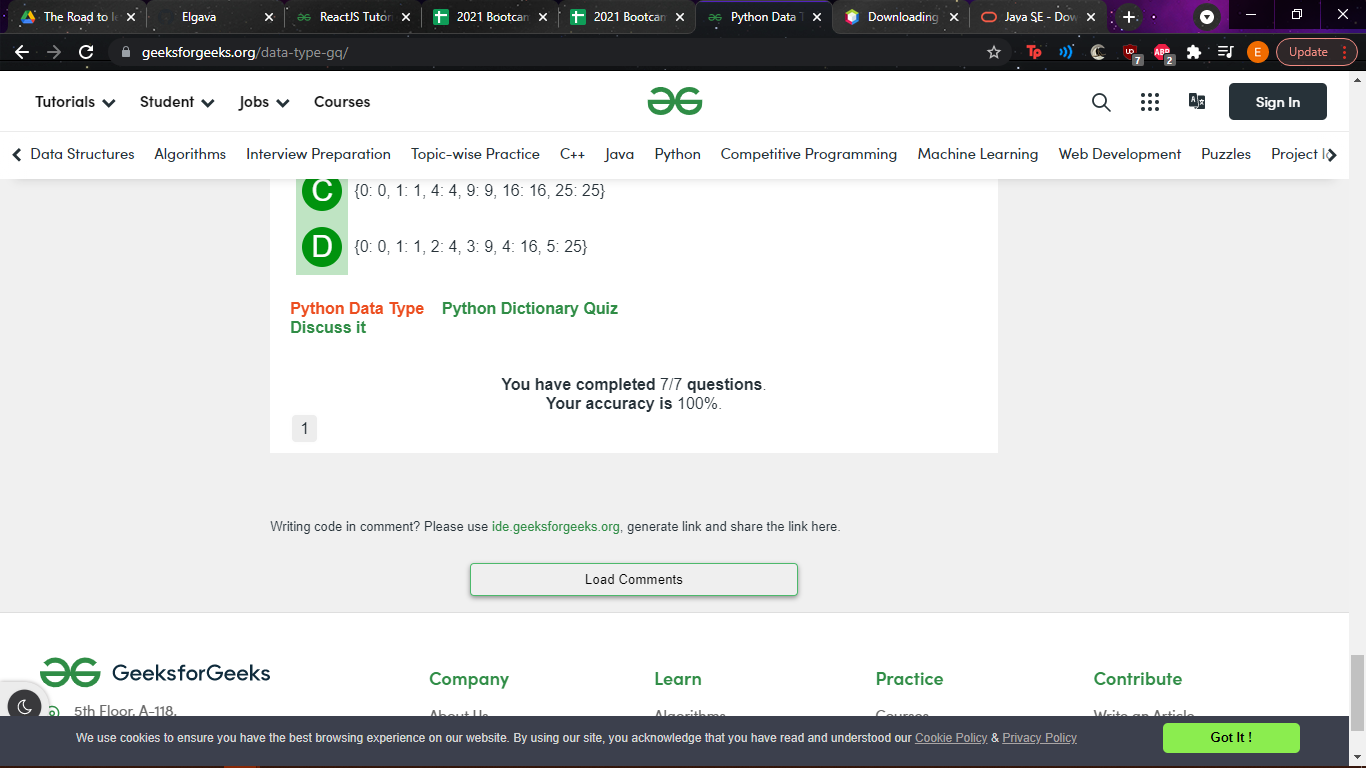 The Road to l
Elgava
ReactJS Tutor
2021 Bootcam
2021 Bootcam
Python Data T
Downloading
Java SE - Dow
geeksforgeeks.org/data-type-gq/
Tp
UD
7
ABP
2
E
Update
Tutorials
Student
Jobs
Courses
Sign In
Data Structures
Algorithms
Interview Preparation
Topic-wise Practice
C++
Java
Python
Competitive Programming
Machine Learning
Web Development
Puzzles
Project
C {0: 0, 1: 1, 4: 4, 9: 9, 16: 16, 25: 25}
D {0: 0, 1: 1, 2: 4, 3: 9, 4: 16, 5: 25}
Python Data Type Python Dictionary Quiz
Discuss it
You have completed 7/7 questions.
Your accuracy is 100%.
1
Writing code in comment? Please use ide.geeksforgeeks.org, generate link and share the link here.
Load Comments
GeeksforGeeks
5th Floor, A-118,
Company
About Us
Learn
Algorithms
Practice
Courses
Contribute
Write an Article
We use cookies to ensure you have the best browsing experience on our website. By using our site, you acknowledge that you have read and understood our Cookie Policy & Privacy Policy
Got It !